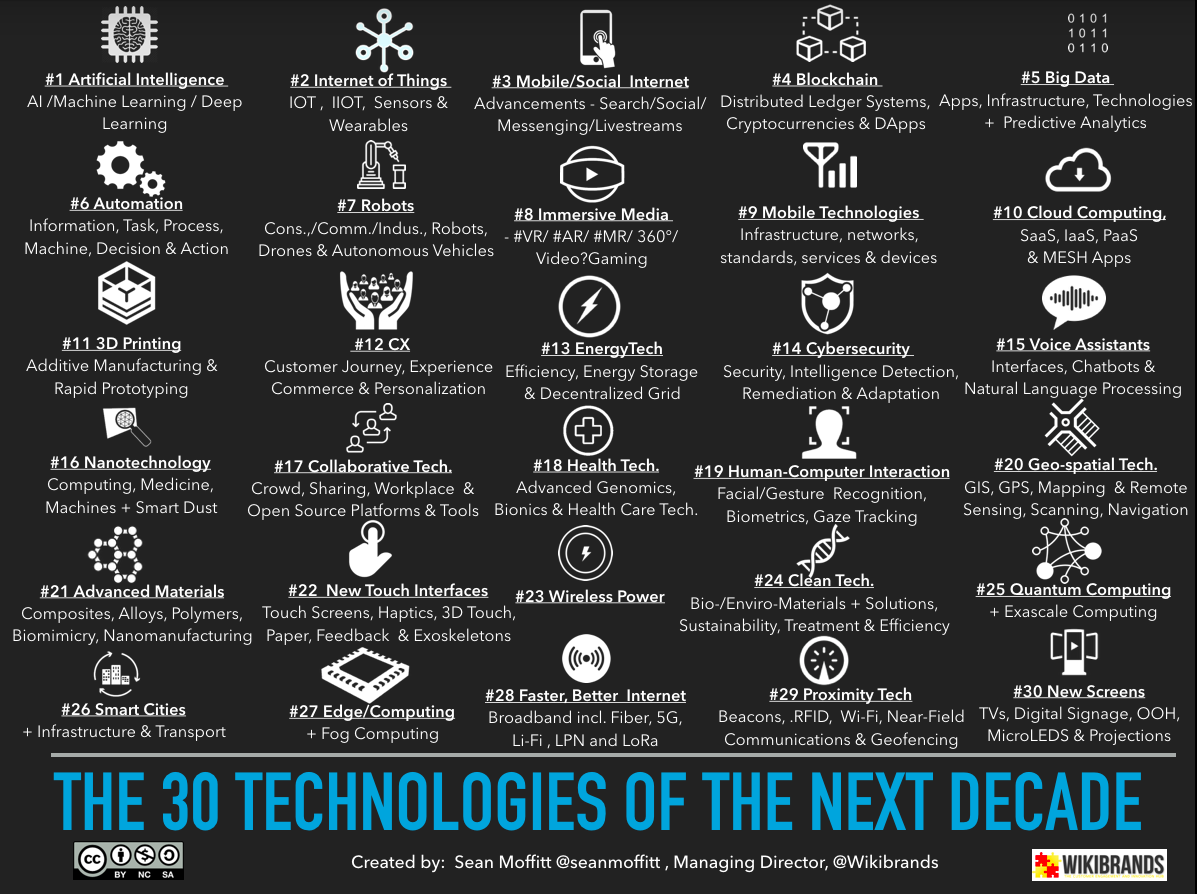 0101
1011
0110
#1 Artificial Intelligence
AI /Machine Learning / Deep
Learning
#2 Internet of Things
IOT , IIOT, Sensors &
Wearables
#3 Mobile/Social Internet
Advancements - Search/Social/
Messenging/Livestreams
#4 Blockchain
Distributed Ledger Systems,
Cryptocurrencies & DApps
#5 Big Data
Apps, Infrastructure, Technologies
+ Predictive Analytics
#6 Automation
Information, Task, Process,
Machine, Decision & Action
#7 Robots
Cons./Comm./Indus., Robots,
Drones & Autonomous Vehicles
#8 Immersive Media
- #VR/ #AR/ #MR/ 360°/
Video?Gaming
#9 Mobile Technologies
Infrastructure, networks,
standards, services & devices
#10 Cloud Computing,
SaaS, IaaS, PaaS
& MESH Apps
#11 3D Printing
Additive Manufacturing &
Rapid Prototyping
#12 CX
Customer Journey, Experience
Commerce & Personalization
#13 EnergyTech
Efficiency, Energy Storage
& Decentralized Grid
#14 Cybersecurity
Security, Intelligence Detection,
Remediation & Adaptation
#15 Voice Assistants
Interfaces, Chatbots &
Natural Language Processing
#16 Nanotechnology
Computing, Medicine,
Machines + Smart Dust
#17 Collaborative Tech.
Crowd, Sharing, Workplace &
Open Source Platforms & Tools
#18 Health Tech.
Advanced Genomics,
Bionics & Health Care Tech.
#19 Human-Computer Interaction
Facial/Gesture Recognition,
Biometrics, Gaze Tracking
#20 Geo-spatial Tech.
GIS, GPS, Mapping & Remote
Sensing, Scanning, Navigation
#21 Advanced Materials
Composites, Alloys, Polymers,
Biomimicry, Nanomanufacturing
#22 New Touch Interfaces
Touch Screens, Haptics, 3D Touch,
Paper, Feedback & Exoskeletons
#23 Wireless Power
#24 Clean Tech.
Bio-/Enviro-Materials + Solutions,
Sustainability, Treatment & Efficiency
#25 Quantum Computing
+ Exascale Computing
#26 Smart Cities
+ Infrastructure & Transport
#27 Edge/Computing
+ Fog Computing
#28 Faster, Better Internet
Broadband incl. Fiber, 5G,
Li-Fi , LPN and LoRa
#29 Proximity Tech
Beacons, .RFID, Wi-Fi, Near-Field
Communications & Geofencing
#30 New Screens
TVs, Digital Signage, OOH,
MicroLEDS & Projections
THE 30 TECHNOLOGIES OF THE NEXT DECADE
cc
BY NC SA
Created by: Sean Moffitt @seanmoffitt , Managing Director, @Wikibrands
WIKIBRANDS